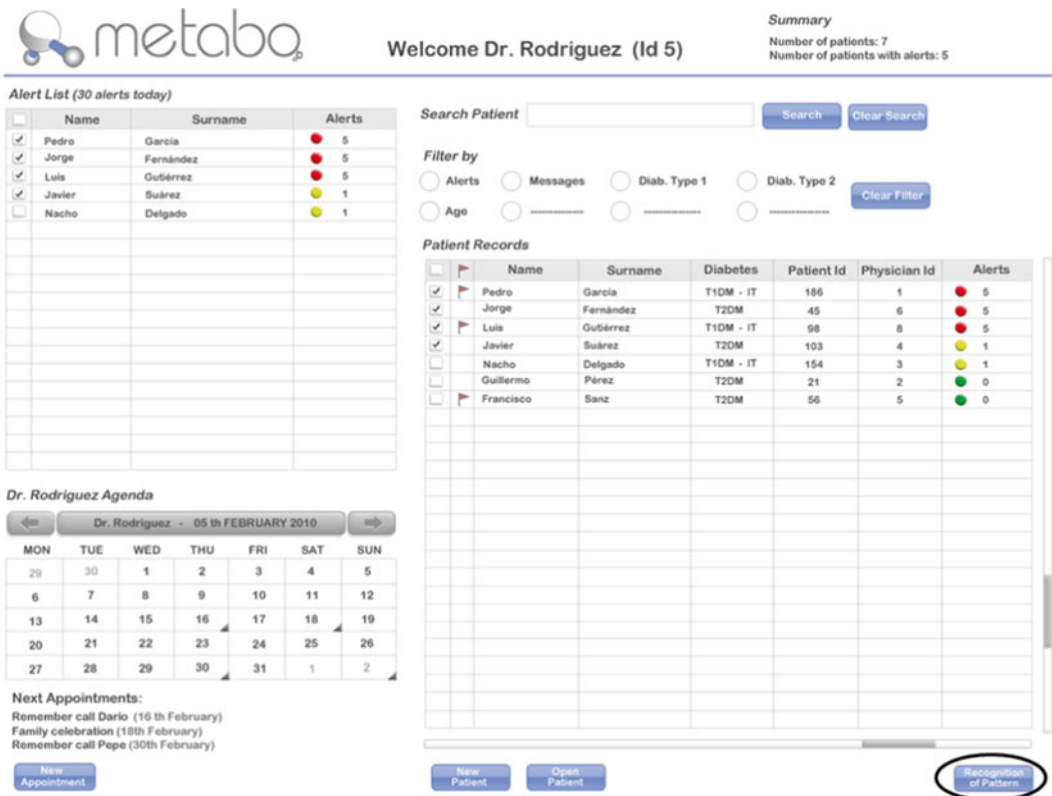 metabo
Welcome Dr. Rodriguez (Id 5)
Summary
Number of patients: 7
Number of patients with alerts: 5
Alert List (30 alerts today)
Name Surname Alerts
Pedro Garcia 5
Jorge Fernández 5
Luis Gutiérrez 5
Javier Suárez 1
Nacho Delgado 1
Search Patient Search Clear Search
Filter by
Alerts Messages Diab. Type 1 Diab. Type 2
Clear Filter
Age --------------- --------------- ---------------
Patient Records
Name Surname Diabetes Patient Id Physician Id Alerts
Pedro Garcia T1DM - IT 186 1 5
Jorge Fernández T2DM 45 6 5
Luis Gutiérrez T1DM - IT 98 8 5
Javier Suárez T2DM 103 4 1
Nacho Delgado T1DM - IT 154 3 1
Guillermo Pérez T2DM 21 2 0
Francisco Sanz T2DM 56 5 0
Dr. Rodriguez Agenda
Dr. Rodriguez - 05 th FEBRUARY 2010
MON TUE WED THU FRI SAT SUN
29 30 1 2 3 4 5
6 7 8 9 10 11 12
13 14 15 16 17 18 19
20 21 22 23 24 25 26
27 28 29 30 31 1 2
Next Appointments:
Remember call Dario (16 th February)
Family celebration (18th February)
Remember call Pepe (30th February)
New
Appointment
New
Patient
Open
Patient
Recognition
of Pattern